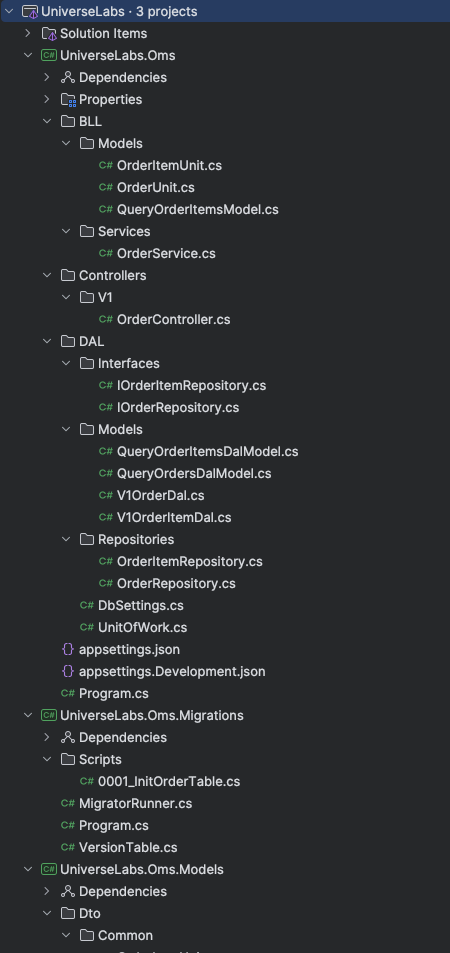 UniverseLabs · 3 projects
Solution Items
C# UniverseLabs.Oms
Dependencies
Properties
BLL
Models
C# OrderItemUnit.cs
C# OrderUnit.cs
C# QueryOrderItemsModel.cs
Services
C# OrderService.cs
Controllers
V1
C# OrderController.cs
DAL
Interfaces
C# IOrderItemRepository.cs
C# IOrderRepository.cs
Models
C# QueryOrderItemsDalModel.cs
C# QueryOrdersDalModel.cs
C# V1OrderDal.cs
C# V1OrderItemDal.cs
Repositories
C# OrderItemRepository.cs
C# OrderRepository.cs
C# DbSettings.cs
C# UnitOfWork.cs
{} appsettings.json
{} appsettings.Development.json
C# Program.cs
C# UniverseLabs.Oms.Migrations
Dependencies
Scripts
C# 0001_InitOrderTable.cs
C# MigratorRunner.cs
C# Program.cs
C# VersionTable.cs
C# UniverseLabs.Oms.Models
Dependencies
Dto
Common